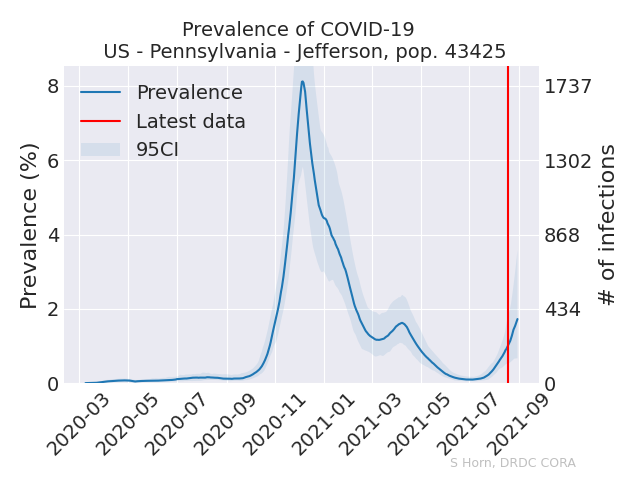 Prevalence of COVID-19
US - Pennsylvania - Jefferson, pop. 43425
Prevalence
Latest data
95CI
Prevalence (%)
8
6
4
2
0
# of infections
1737
1302
868
434
0
2020-03
2020-05
2020-07
2020-09
2020-11
2021-01
2021-03
2021-05
2021-07
2021-09
S Horn, DRDC CORA